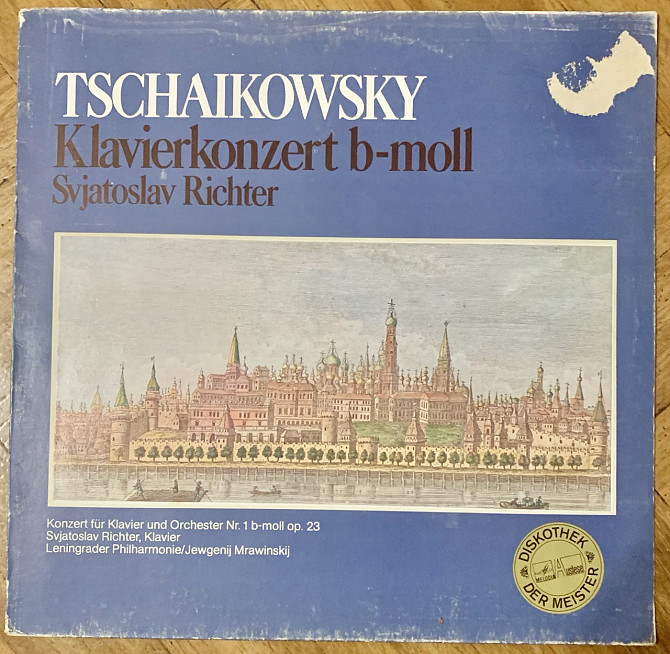 TSCHAIKOWSKY
Klavierkonzert b-moll
Svjatoslav Richter
Konzert für Klavier und Orchester Nr. 1 b-moll op. 23
Svjatoslav Richter, Klavier
Leningrader Philharmonie/Jewgenij Mrawinskij
DISKOTHEK
MELODIA
DER MEISTER